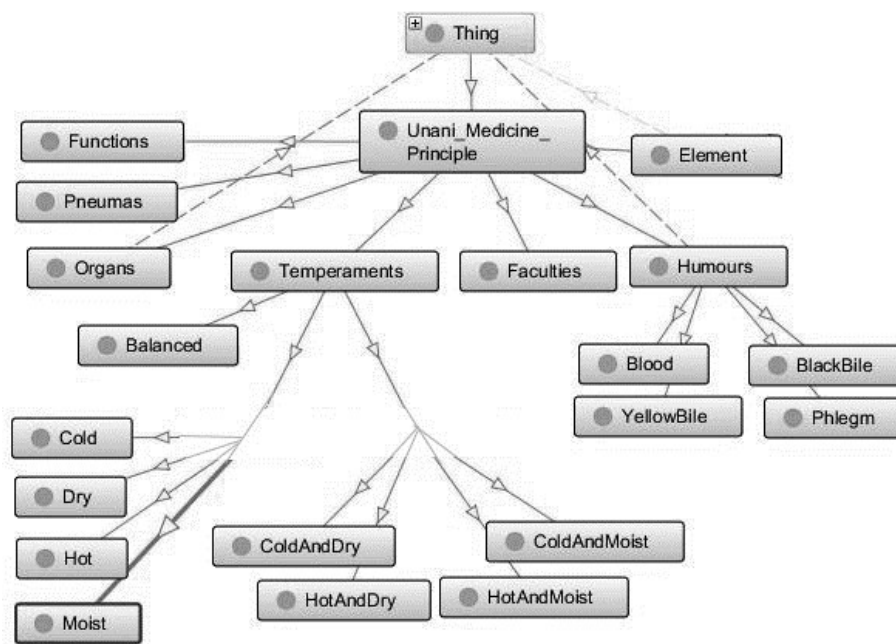 Thing
Unani_Medicine_
Principle
Functions
Element
Pneumas
Organs
Temperaments
Faculties
Humours
Balanced
Blood
BlackBile
YellowBile
Phlegm
Cold
Dry
Hot
Moist
ColdAndDry
ColdAndMoist
HotAndDry
HotAndMoist